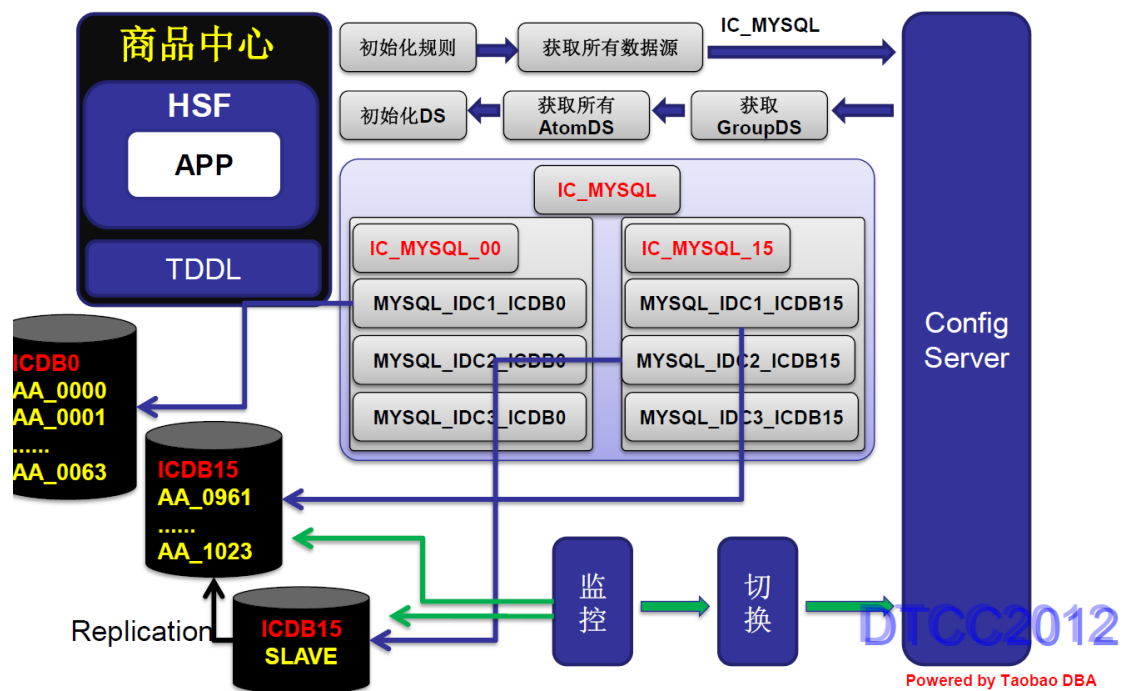 商品中心
HSF
APP
TDDL
初始化规则
获取所有数据源
IC_MYSQL
初始化DS
获取所有
AtomDS
获取
GroupDS
IC_MYSQL
IC_MYSQL_00
MYSQL_IDC1_ICDB0
MYSQL_IDC2_ICDB0
MYSQL_IDC3_ICDB0
IC_MYSQL_15
MYSQL_IDC1_ICDB15
MYSQL_IDC2_ICDB15
MYSQL_IDC3_ICDB15
Config
Server
ICDB0
AA_0000
AA_0001
......
AA_0063
ICDB15
AA_0961
......
AA_1023
Replication
ICDB15
SLAVE
监控
切换
DTCC2012
Powered by Taobao DBA